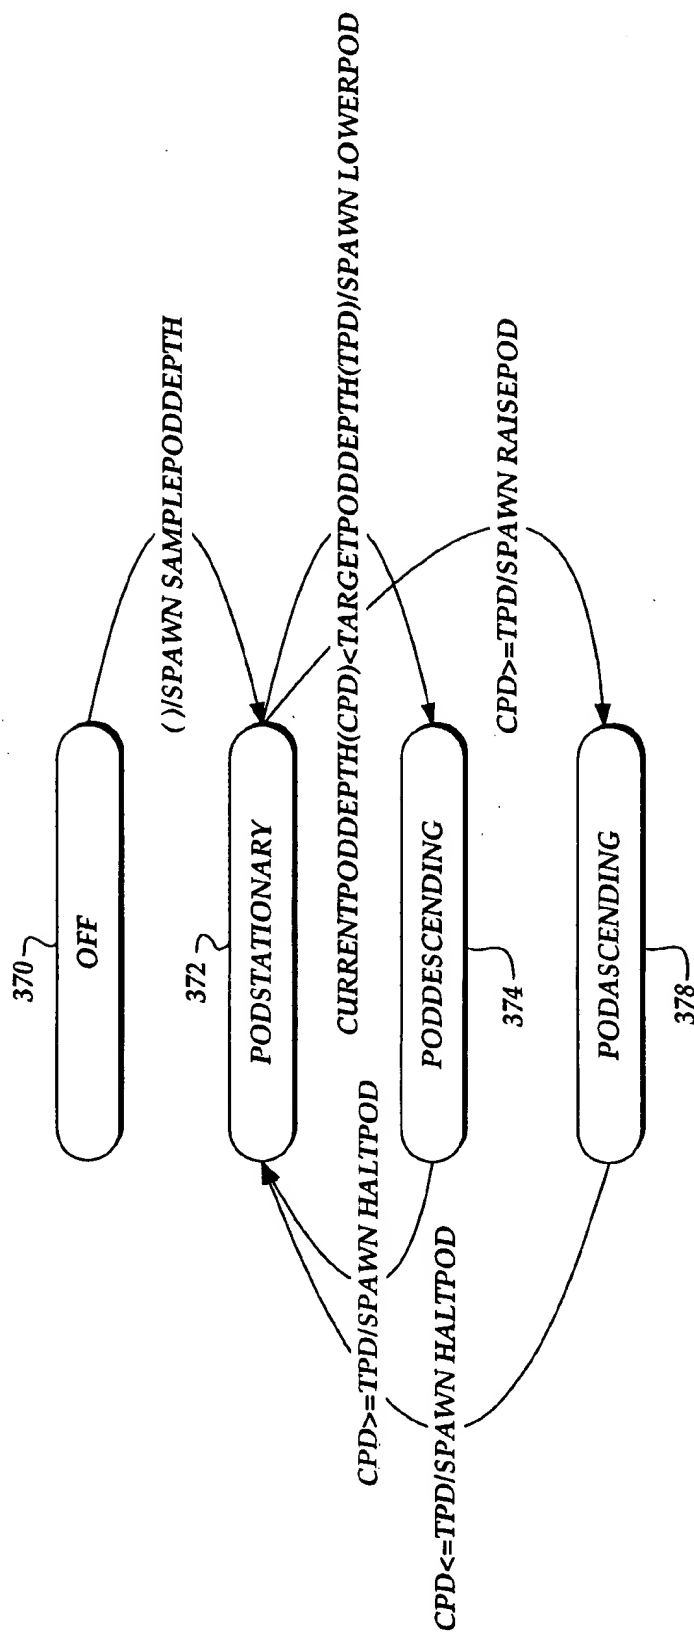 370
OFF
( )/SPAWN SAMPLEPODDEPTH
372
PODSTATIONARY
CURRENTPODDEPTH(CPD)<TARGETPODDEPTH(TPD)/SPAWN LOWERPOD
CPD>=TPD/SPAWN HALTPOD
PODDESCENDING
374
CPD<=TPD/SPAWN HALTPOD
CPD>=TPD/SPAWN RAISEPOD
PODASCENDING
378